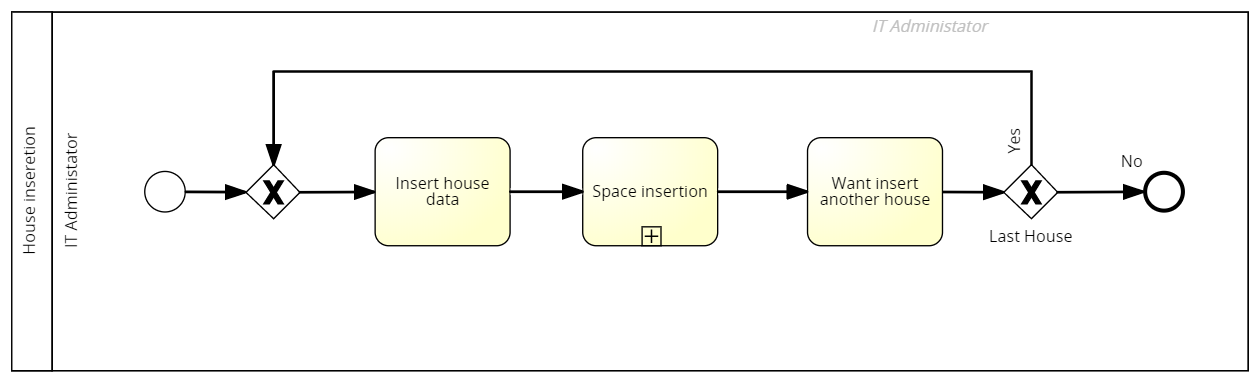 IT Administator
House inseretion
IT Administator
Insert house
data
Space insertion
Want insert
another house
Yes
No
Last House